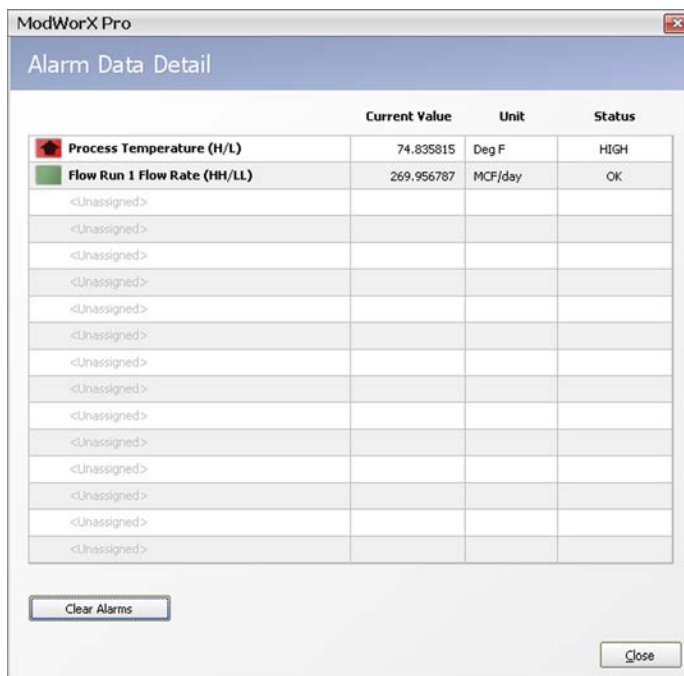 ModWorX Pro
Alarm Data Detail
Current Value Unit Status
Process Temperature (H/L) 74.835815 Deg F HIGH
Flow Run 1 Flow Rate (HH/LL) 269.956787 MCF/day OK
<Unassigned>
<Unassigned>
<Unassigned>
<Unassigned>
<Unassigned>
<Unassigned>
<Unassigned>
<Unassigned>
<Unassigned>
<Unassigned>
<Unassigned>
<Unassigned>
<Unassigned>
<Unassigned>
Clear Alarms
Close